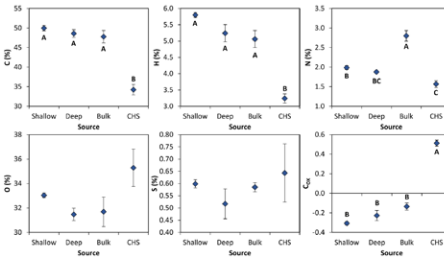 C (%)
55
50
45
40
35
30
A
A
A
B
Shallow Deep Bulk CHS
Source
H (%)
6.0
5.5
5.0
4.5
4.0
3.5
3.0
A
A
A
B
Shallow Deep Bulk CHS
Source
N (%)
3.5
3.0
2.5
2.0
1.5
1.0
B
BC
A
C
Shallow Deep Bulk CHS
Source
O (%)
38
36
34
32
30
Shallow Deep Bulk CHS
Source
S (%)
0.80
0.75
0.70
0.65
0.60
0.55
0.50
0.45
0.40
Shallow Deep Bulk CHS
Source
Cox
0.6
0.4
0.2
0.0
-0.2
-0.4
B
B
B
A
Shallow Deep Bulk CHS
Source